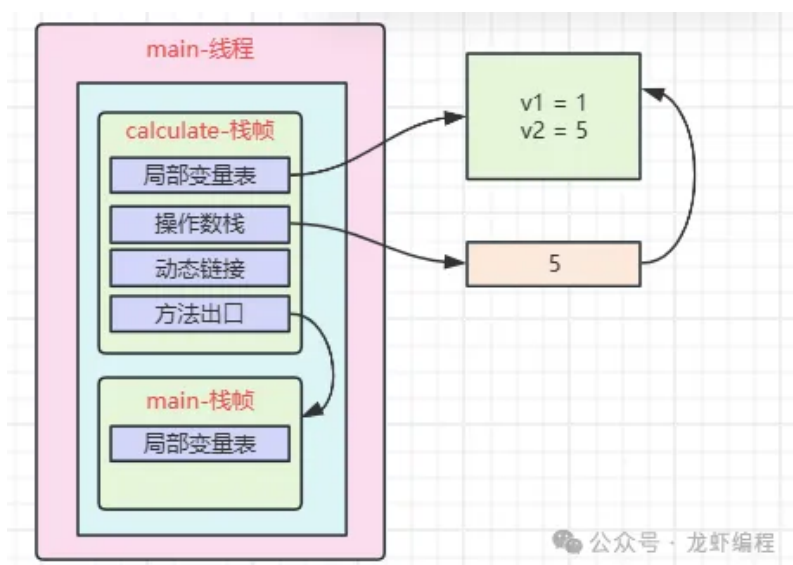 main-线程
calculate-栈帧
局部变量表
操作数栈
动态链接
方法出口
main-栈帧
局部变量表
v1 = 1
v2 = 5
5
公众号 · 龙虾编程